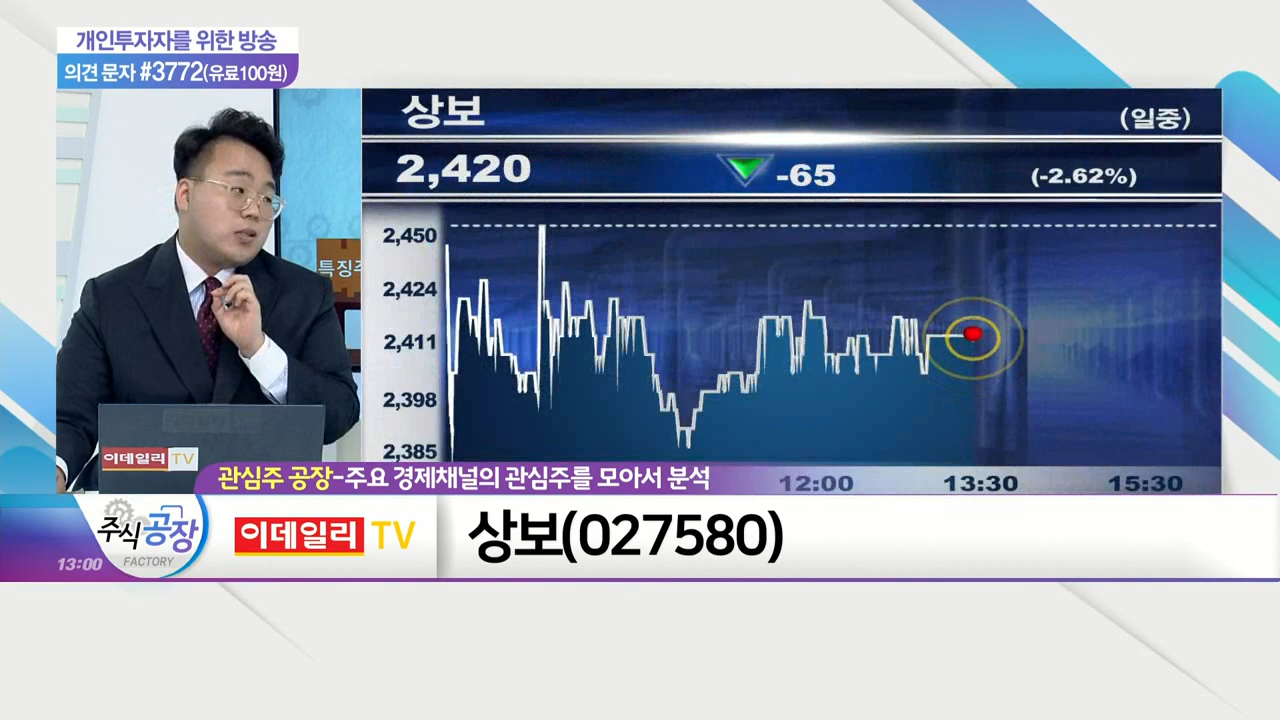 개인투자자를 위한 방송
의견 문자 #3772(유료100원)
상보
(일중)
2,420
-65
(-2.62%)
2,450
2,424
2,411
2,398
2,385
특징주
이데일리 TV
관심주 공장-주요 경제채널의 관심주를 모아서 분석
12:00
13:30
15:30
주식공장
FACTORY
13:00
이데일리 TV
상보(027580)